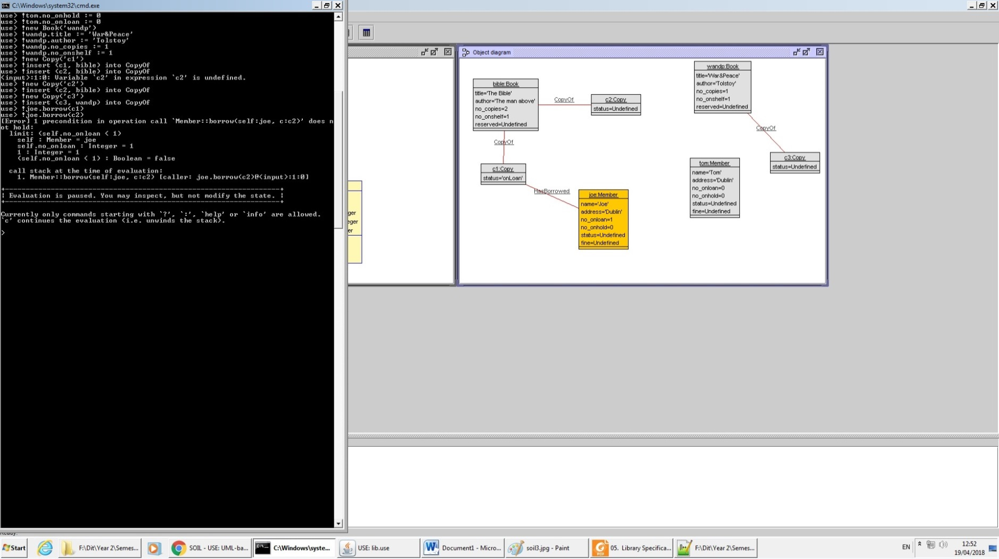 C:\Windows\system32\cmd.exe
use> !tom.no_onhold := 0
use> !tom.no_onloan := 0
use> !new Book('wandp')
use> !wandp.title := 'War&Peace'
use> !wandp.author := 'Tolstoy'
use> !wandp.no_copies := 1
use> !wandp.no_onshelf := 1
use> !new Copy('c1')
use> !insert (c1, bible) into CopyOf
use> !insert (c2, bible) into CopyOf
<input>:1:0: Variable `c2' in expression `c2' is undefined.
use> !new Copy('c2')
use> !insert (c2, bible) into CopyOf
use> !new Copy('c3')
use> !insert (c3, wandp) into CopyOf
use> !joe.borrow(c1)
use> !joe.borrow(c2)
[Error] 1 precondition in operation call `Member::borrow(self:joe, c:c2)' does n
ot hold:
limit: (self.no_onloan < 1)
self : Member = joe
self.no_onloan : Integer = 1
1 : Integer = 1
(self.no_onloan < 1) : Boolean = false
call stack at the time of evaluation:
1. Member::borrow(self:joe, c:c2) [caller: joe.borrow(c2)@<input>:1:0]
+------------------------------------------------------------------+
| Evaluation is paused. You may inspect, but not modify the state. |
+------------------------------------------------------------------+
Currently only commands starting with `?', `:', `help' or `info' are allowed.
`c' continues the evaluation (i.e. unwinds the stack).
>
ger
eger
er
Object diagram
bible:Book
title='The Bible'
author='The man above'
no_copies=2
no_onshelf=1
reserved=Undefined
CopyOf
c2:Copy
status=Undefined
wandp:Book
title='War&Peace'
author='Tolstoy'
no_copies=1
no_onshelf=1
reserved=Undefined
CopyOf
c3:Copy
status=Undefined
CopyOf
c1:Copy
status='onLoan'
HasBorrowed
joe:Member
name='Joe'
address='Dublin'
no_onloan=1
no_onhold=0
status=Undefined
fine=Undefined
tom:Member
name='Tom'
address='Dublin'
no_onloan=0
no_onhold=0
status=Undefined
fine=Undefined
Ready.
Start
F:\Dit\Year 2\Semes...
SOIL - USE: UML-ba...
C:\Windows\syste...
USE: lib.use
Document1 - Micro...
soil3.jpg - Paint
PDF
05. Library Specifica...
F:\Dit\Year 2\Semes...
EN
12:52
19/04/2018